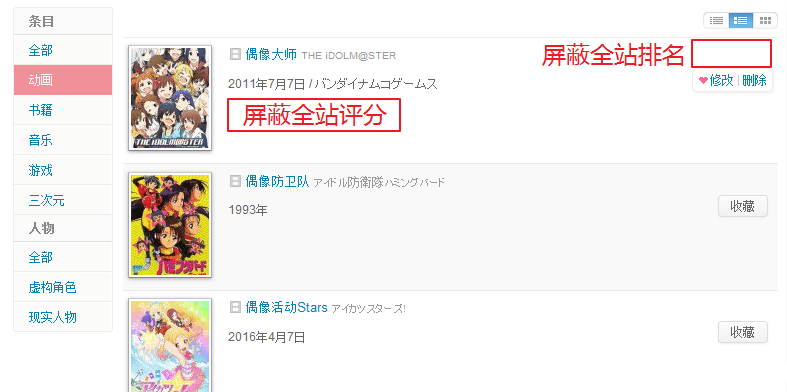 条目
全部
动画
书籍
音乐
游戏
三次元
人物
全部
虚构角色
现实人物
偶像大师 THE iDOLM@STER
屏蔽全站排名
2011年7月7日 / バンダイナムコゲームス
修改 | 删除
屏蔽全站评分
THE iDOLM@STER
偶像防卫队 アイドル防衛隊ハミングバード
1993年
收藏
偶像活动Stars アイカツスターズ!
2016年4月7日
收藏
アイカツ